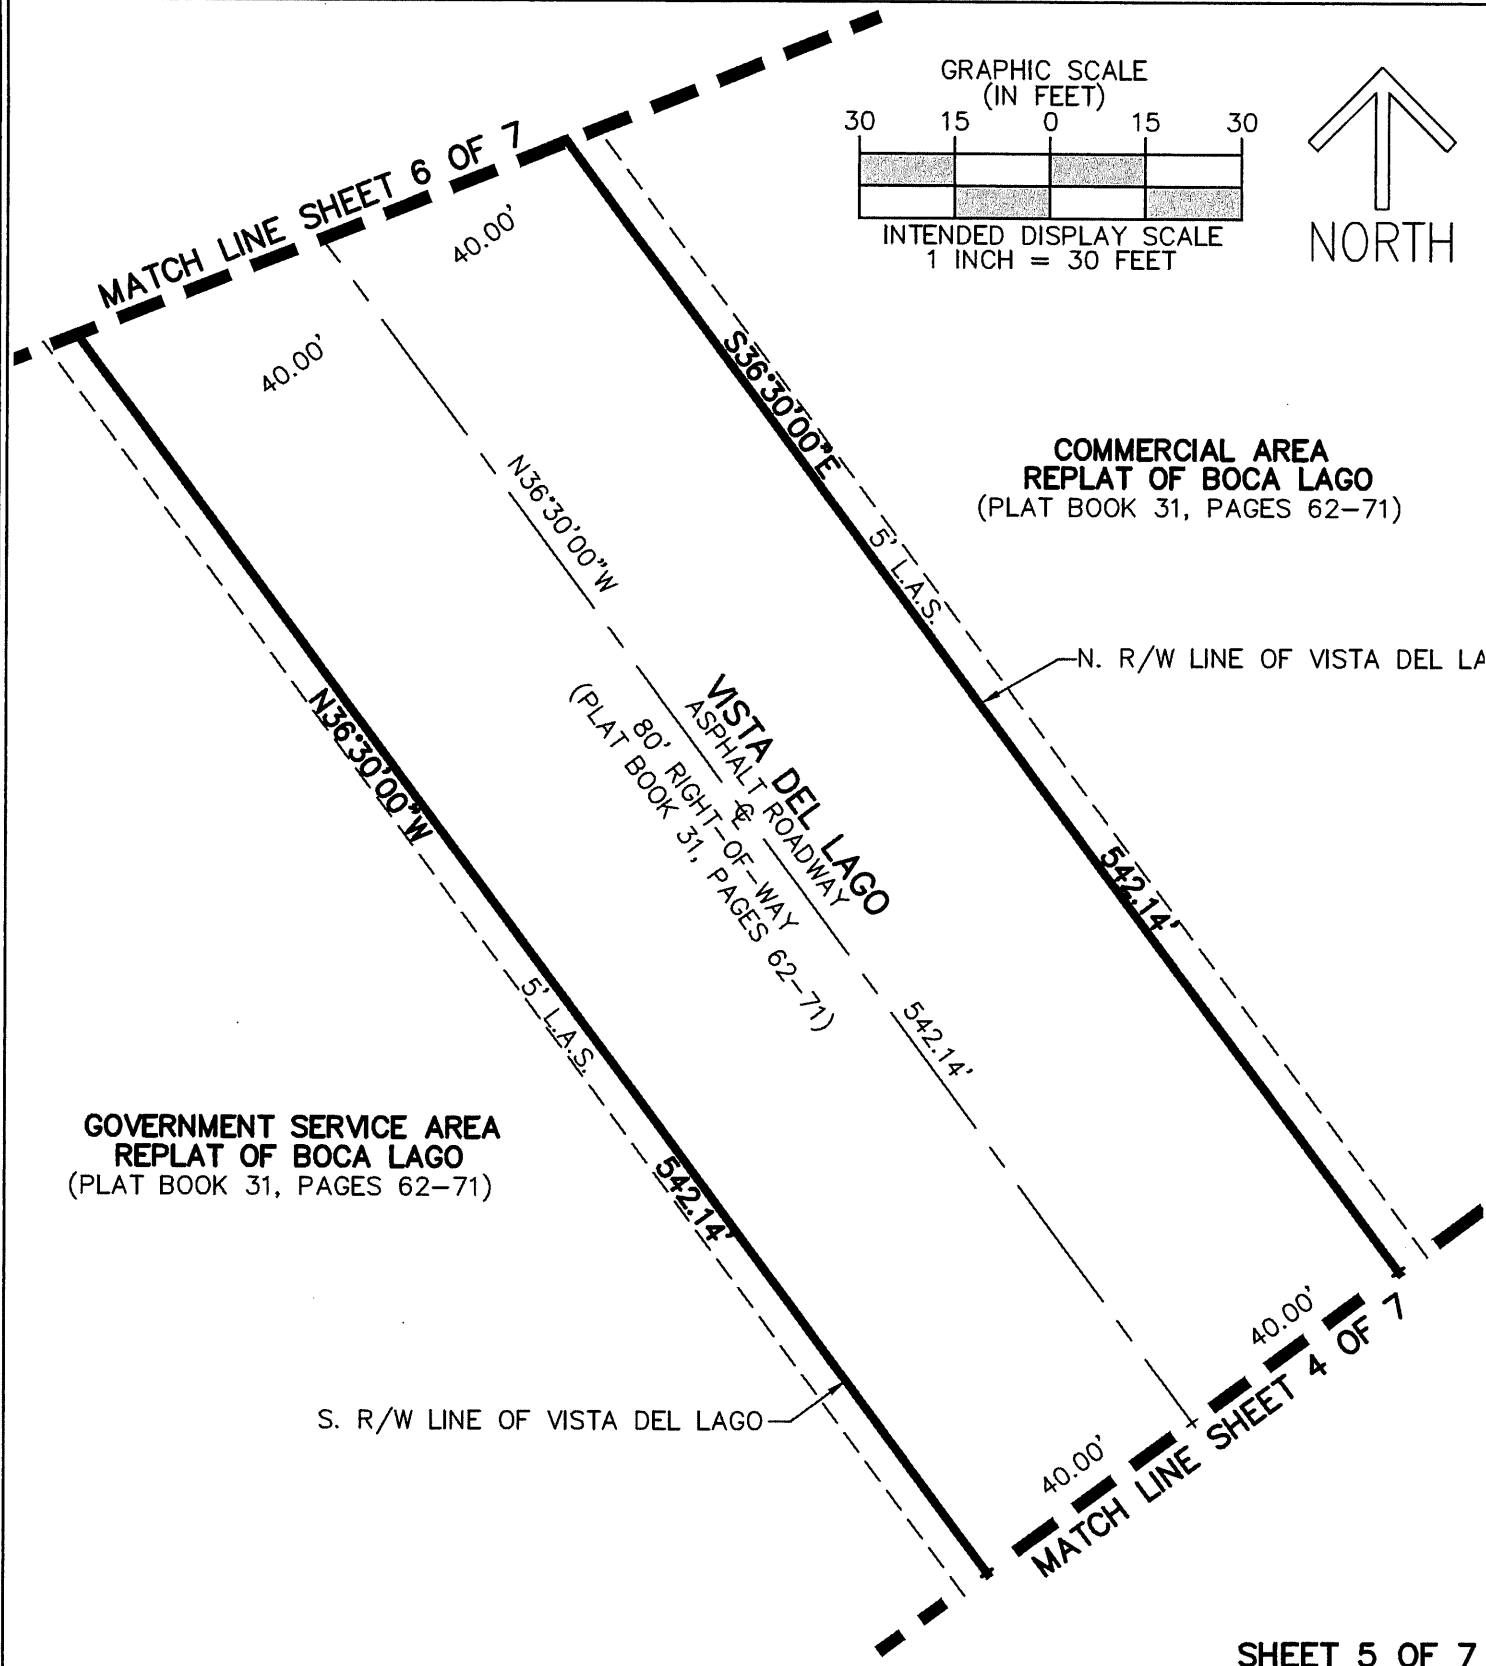 GRAPHIC SCALE
(IN FEET)
30 15 0 15 30
INTENDED DISPLAY SCALE
1 INCH = 30 FEET
NORTH
MATCH LINE SHEET 6 OF 7
40.00'
40.00'
S36°30'00"E
COMMERCIAL AREA
REPLAT OF BOCA LAGO
(PLAT BOOK 31, PAGES 62-71)
N36°30'00"W
5' L.A.S.
N. R/W LINE OF VISTA DEL LA
N36°30'00"W
VISTA DEL LAGO
ASPHALT ROADWAY
℄
80' RIGHT-OF-WAY
(PLAT BOOK 31, PAGES 62-71)
542.14'
542.14'
5' L.A.S.
GOVERNMENT SERVICE AREA
REPLAT OF BOCA LAGO
(PLAT BOOK 31, PAGES 62-71)
542.14'
S. R/W LINE OF VISTA DEL LAGO
40.00'
40.00'
MATCH LINE SHEET 4 OF 7
SHEET 5 OF 7